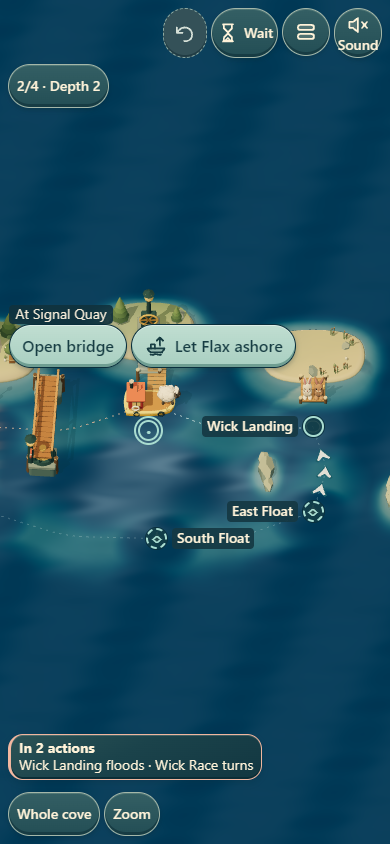 Wait
Sound
2/4 · Depth 2
At Signal Quay
Open bridge
Let Flax ashore
Wick Landing
East Float
South Float
In 2 actions
Wick Landing floods · Wick Race turns
Whole cove
Zoom